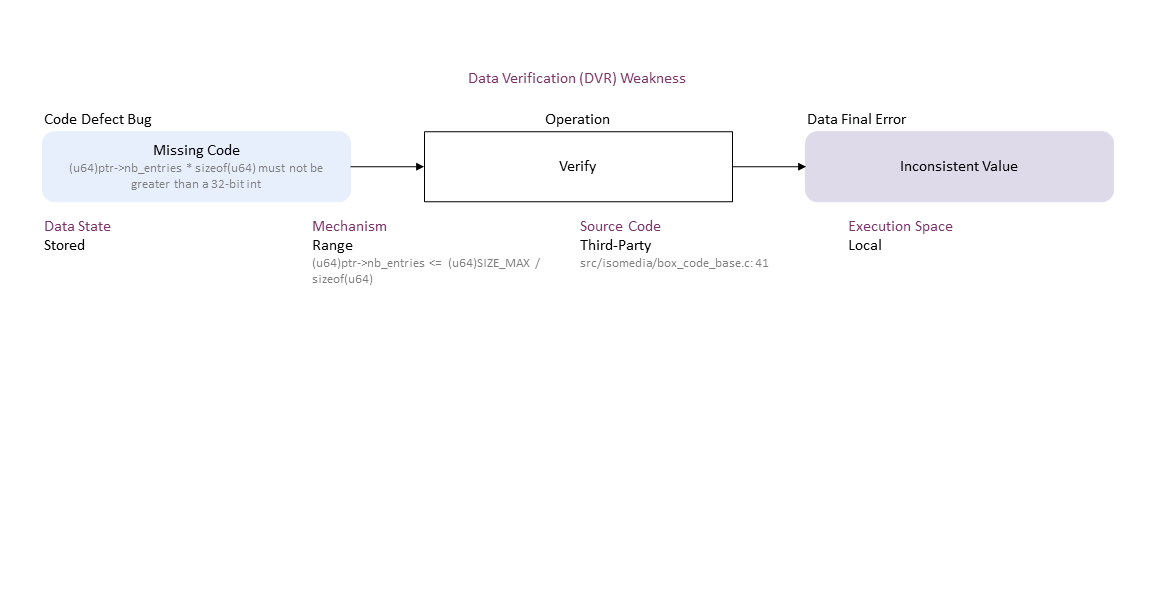 Data Verification (DVR) Weakness
Code Defect Bug
Operation
Data Final Error
Missing Code
(u64)ptr->nb_entries * sizeof(u64) must not be
greater than a 32-bit int
Verify
Inconsistent Value
Data State
Stored
Mechanism
Range
(u64)ptr->nb_entries <= (u64)SIZE_MAX /
sizeof(u64)
Source Code
Third-Party
src/isomedia/box_code_base.c:41
Execution Space
Local